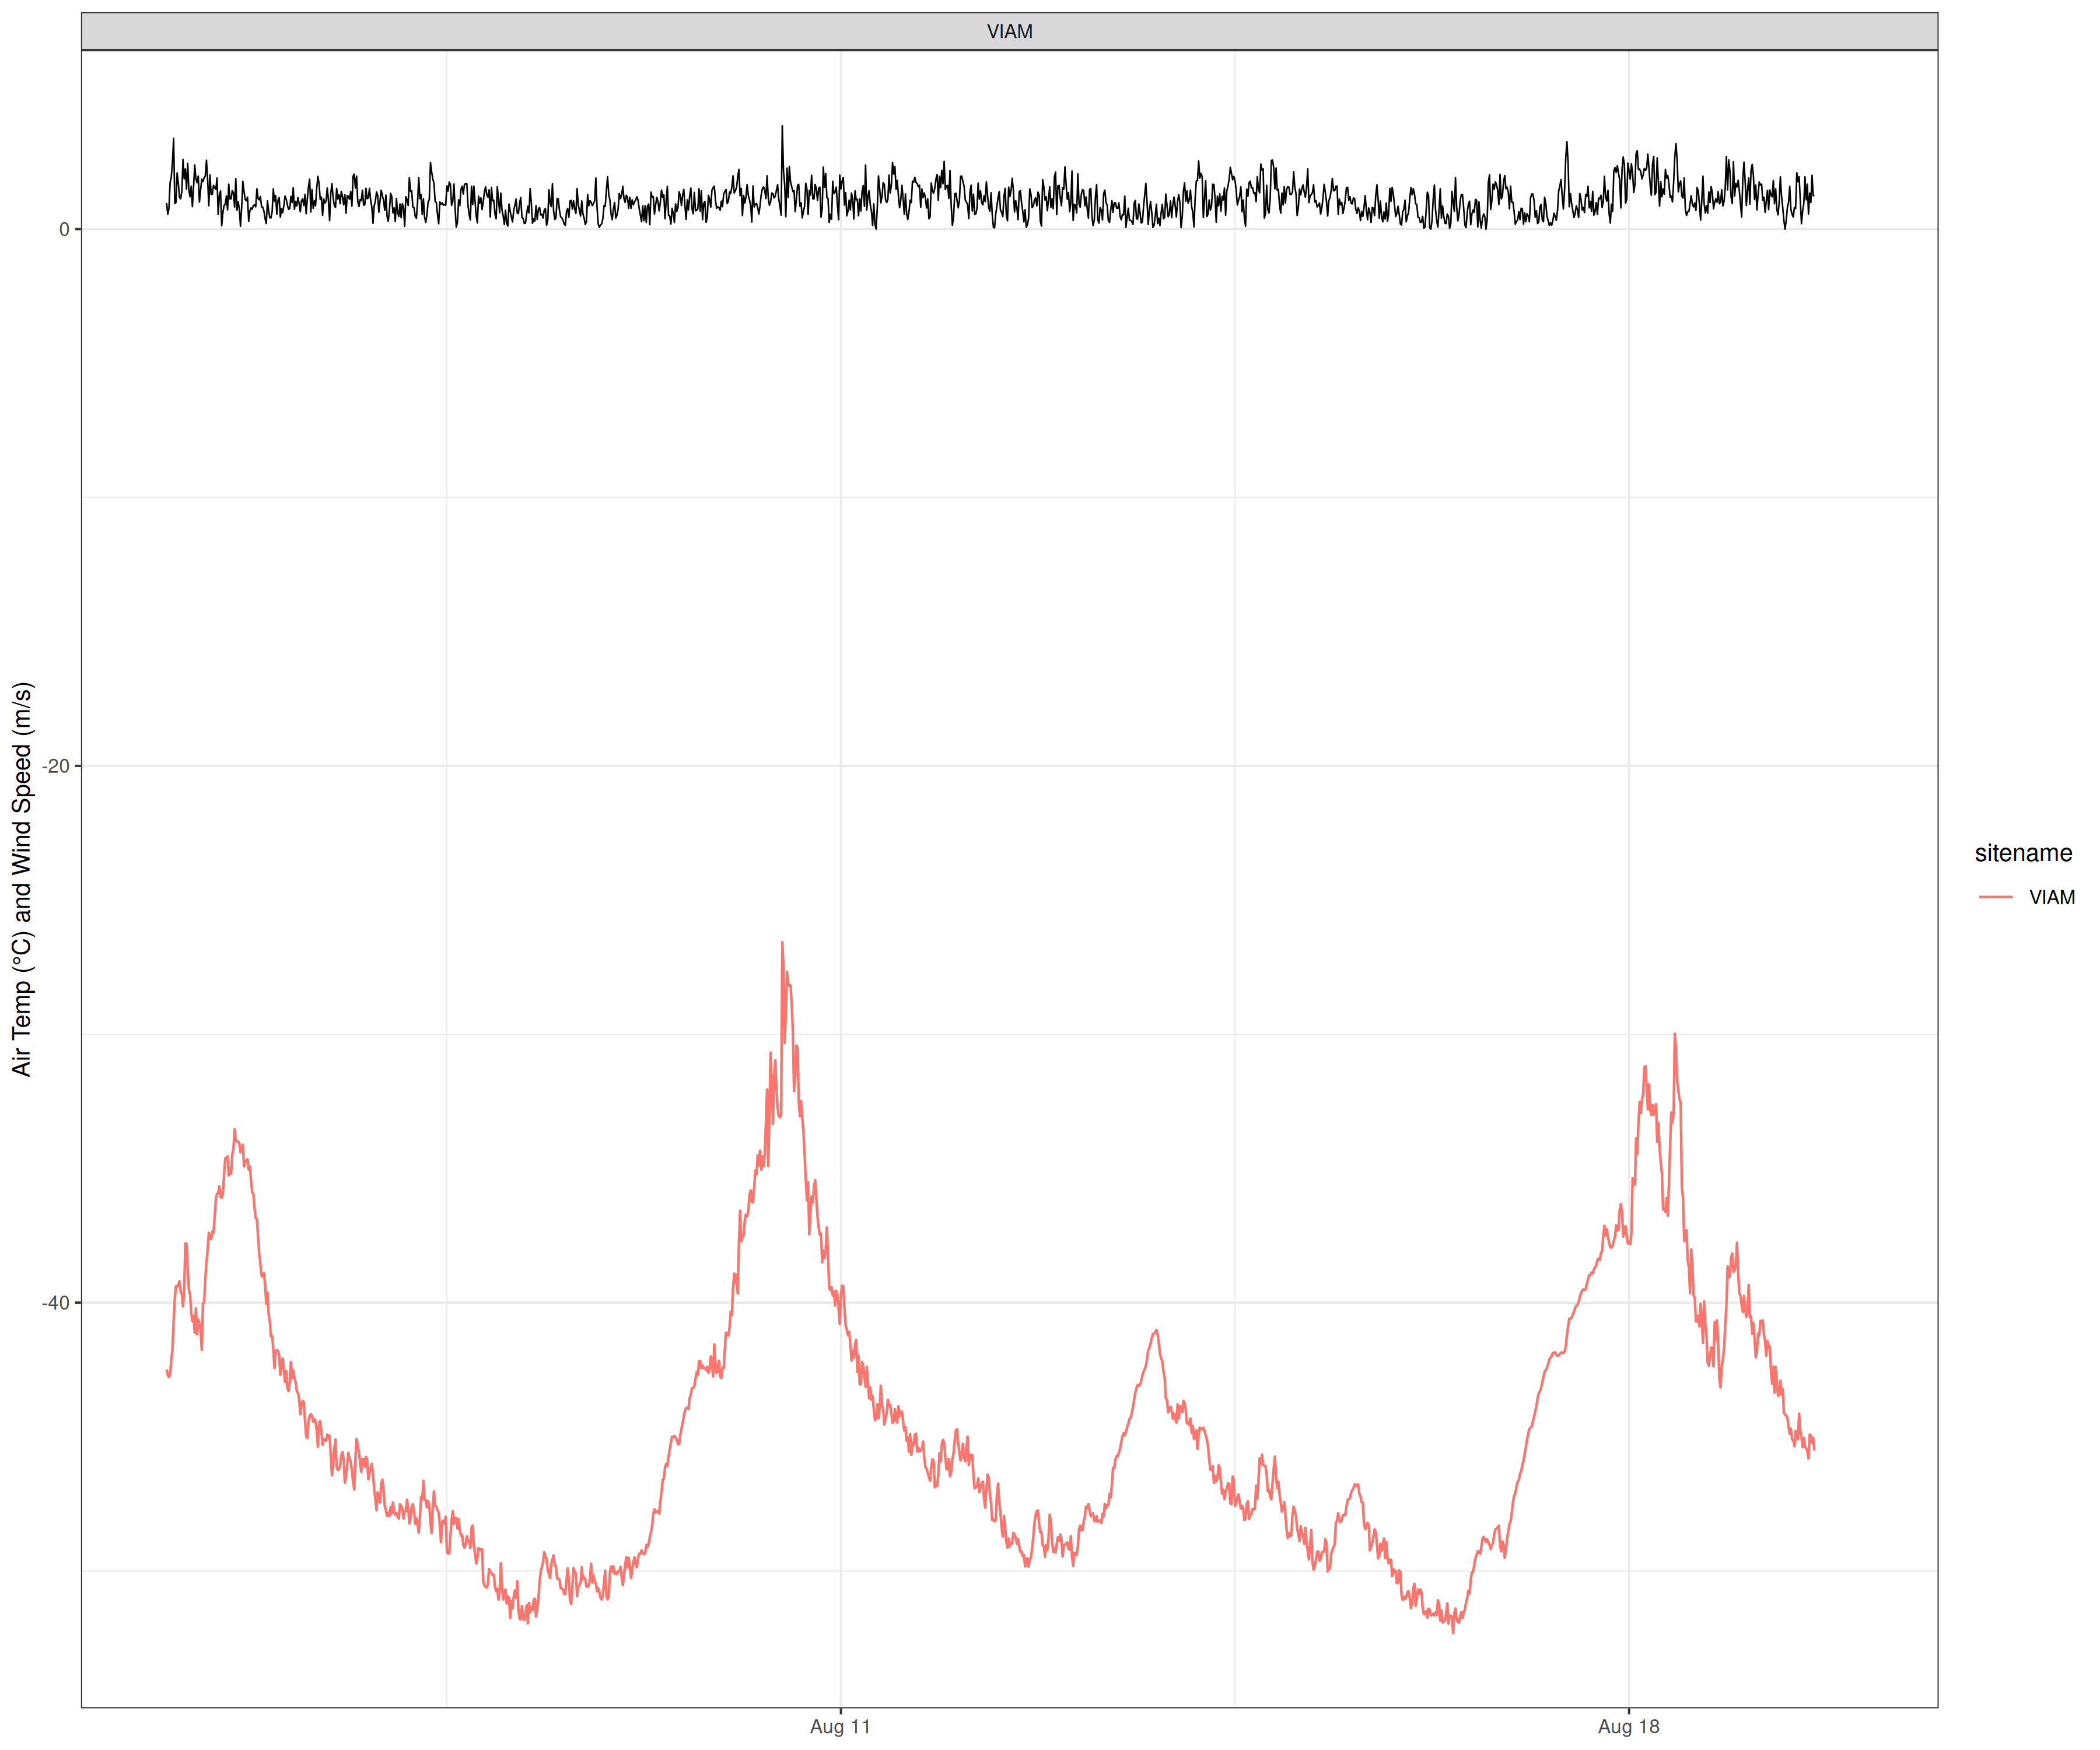 VIAM
Air Temp (°C) and Wind Speed (m/s)
0
-20
-40
Aug 11
Aug 18
sitename
VIAM